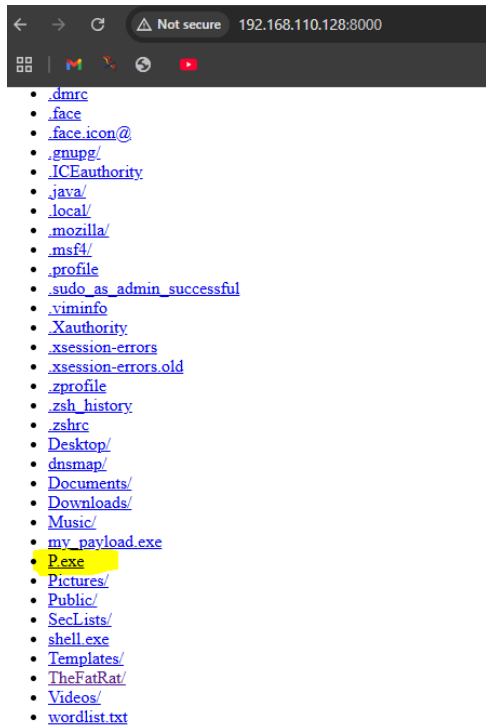 Not secure 192.168.110.128:8000
.dmrc
.face
.face.icon@
.gnupg/
.ICEauthority
.java/
.local/
.mozilla/
.msf4/
.profile
.sudo_as_admin_successful
.viminfo
.Xauthority
.xsession-errors
.xsession-errors.old
.zprofile
.zsh_history
.zshrc
Desktop/
dnsmap/
Documents/
Downloads/
Music/
my_payload.exe
P.exe
Pictures/
Public/
SecLists/
shell.exe
Templates/
TheFatRat/
Videos/
wordlist.txt